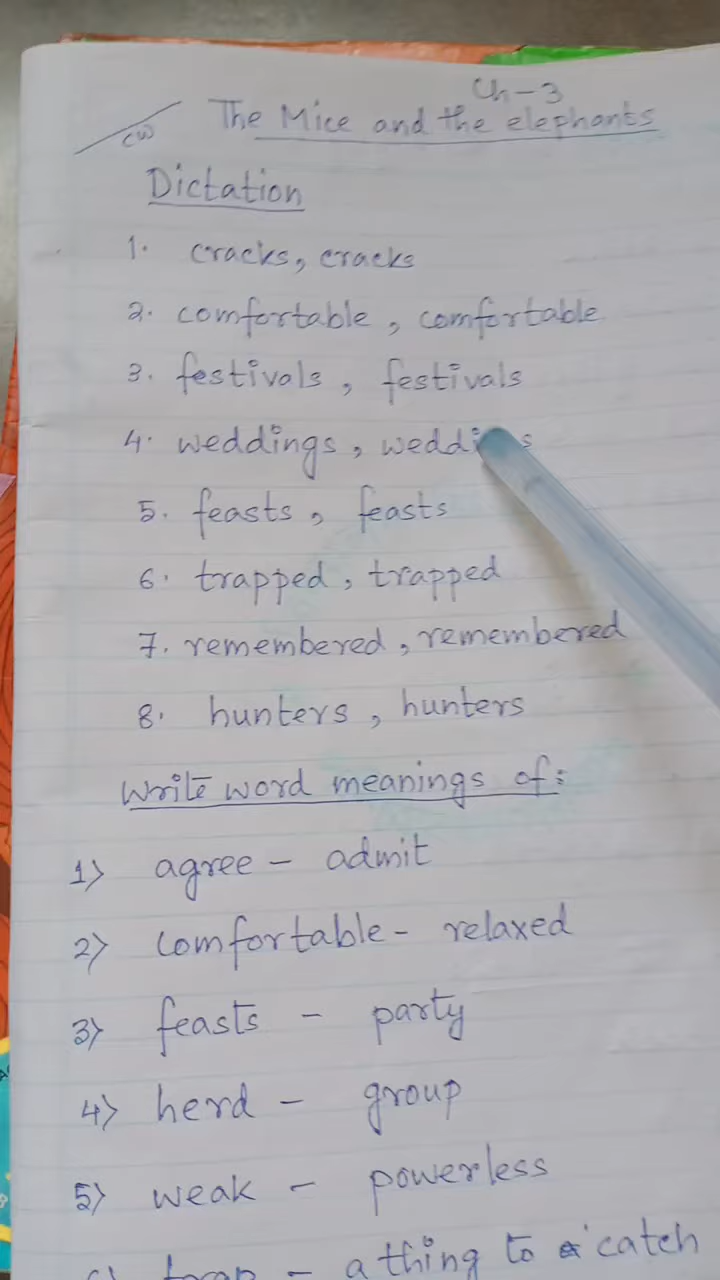 Ch-3
CW The Mice and the elephants
Dictation
1. cracks, cracks
2. comfortable, comfortable
3. festivals, festivals
4. weddings,
5. feasts, feasts
6. trapped, trapped
7. remembered, remembered
8. hunters, hunters
Write word meanings of:
1) agree - admit
2) comfortable - relaxed
3) feasts - party
4) herd - group
5) weak - powerless
trap - a thing to catch